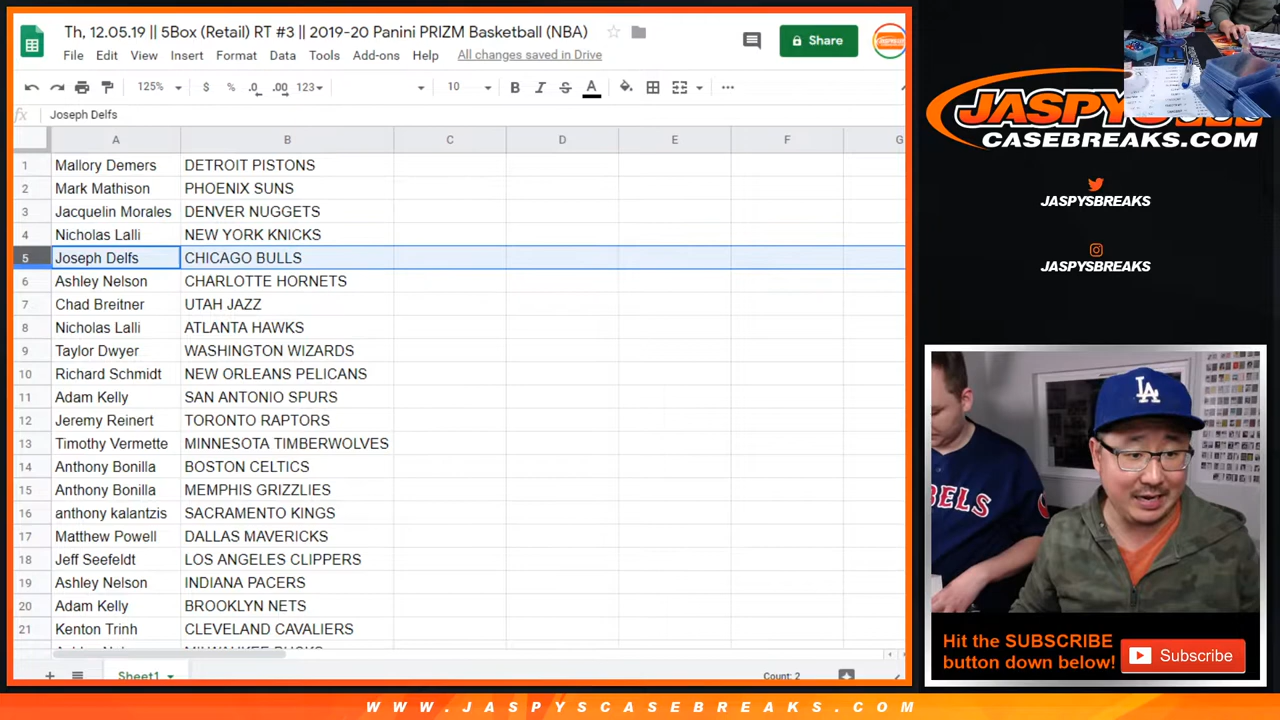 Th, 12.05.19 || 5Box (Retail) RT #3 || 2019-20 Panini PRIZM Basketball (NBA)
Share
File Edit View Insert Format Data Tools Add-ons Help All changes saved in Drive
125% $ % .0 .00 123 10 B I S A
fx Joseph Delfs
A B C D E F G
1 Mallory Demers DETROIT PISTONS
2 Mark Mathison PHOENIX SUNS
3 Jacquelin Morales DENVER NUGGETS
4 Nicholas Lalli NEW YORK KNICKS
5 Joseph Delfs CHICAGO BULLS
6 Ashley Nelson CHARLOTTE HORNETS
7 Chad Breitner UTAH JAZZ
8 Nicholas Lalli ATLANTA HAWKS
9 Taylor Dwyer WASHINGTON WIZARDS
10 Richard Schmidt NEW ORLEANS PELICANS
11 Adam Kelly SAN ANTONIO SPURS
12 Jeremy Reinert TORONTO RAPTORS
13 Timothy Vermette MINNESOTA TIMBERWOLVES
14 Anthony Bonilla BOSTON CELTICS
15 Anthony Bonilla MEMPHIS GRIZZLIES
16 anthony kalantzis SACRAMENTO KINGS
17 Matthew Powell DALLAS MAVERICKS
18 Jeff Seefeldt LOS ANGELES CLIPPERS
19 Ashley Nelson INDIANA PACERS
20 Adam Kelly BROOKLYN NETS
21 Kenton Trinh CLEVELAND CAVALIERS
Sheet1
Count: 2
CASEBREAKS.COM
JASPYSBREAKS
JASPYSBREAKS
LA
Hit the SUBSCRIBE
button down below!
Subscribe
WWW.JASPYSCASEBREAKS.COM